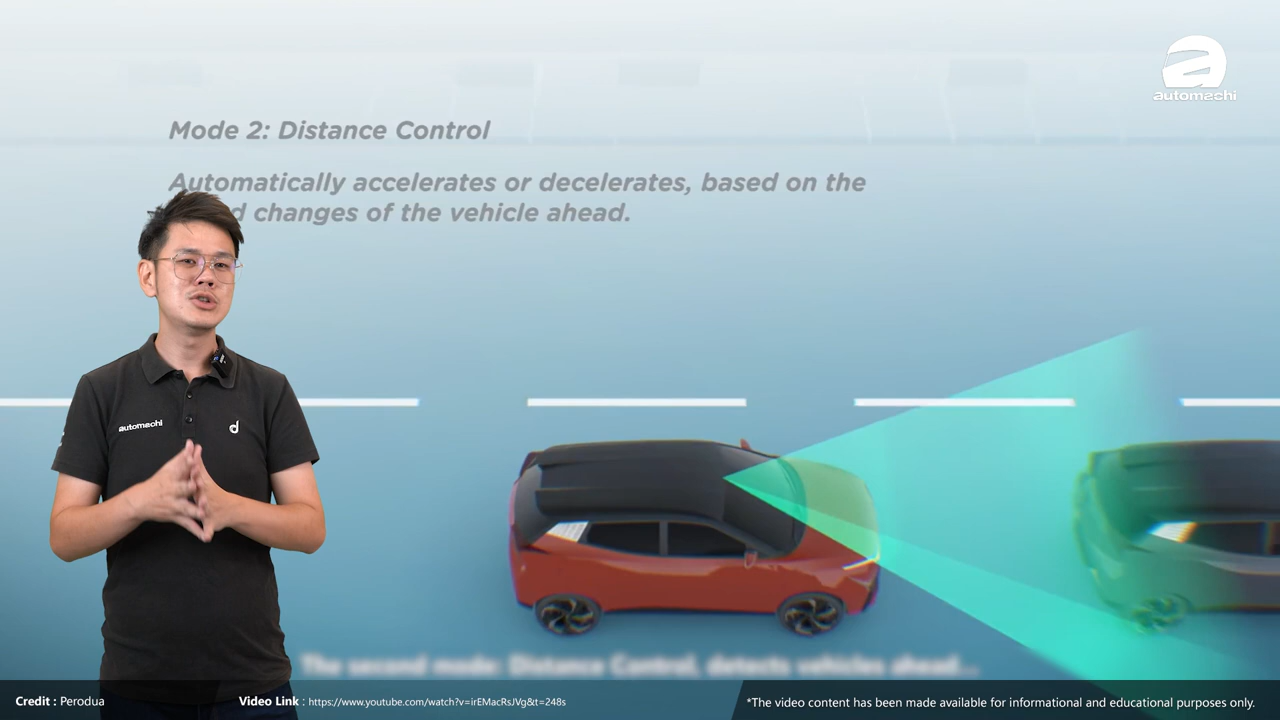 automachi
Mode 2: Distance Control
Automatically accelerates or decelerates, based on the
changes of the vehicle ahead.
automachi
The second mode: Distance Control, detects vehicles ahead...
Credit : Perodua
Video Link : https://www.youtube.com/watch?v=irEMacRsJVg&t=248s
*The video content has been made available for informational and educational purposes only.